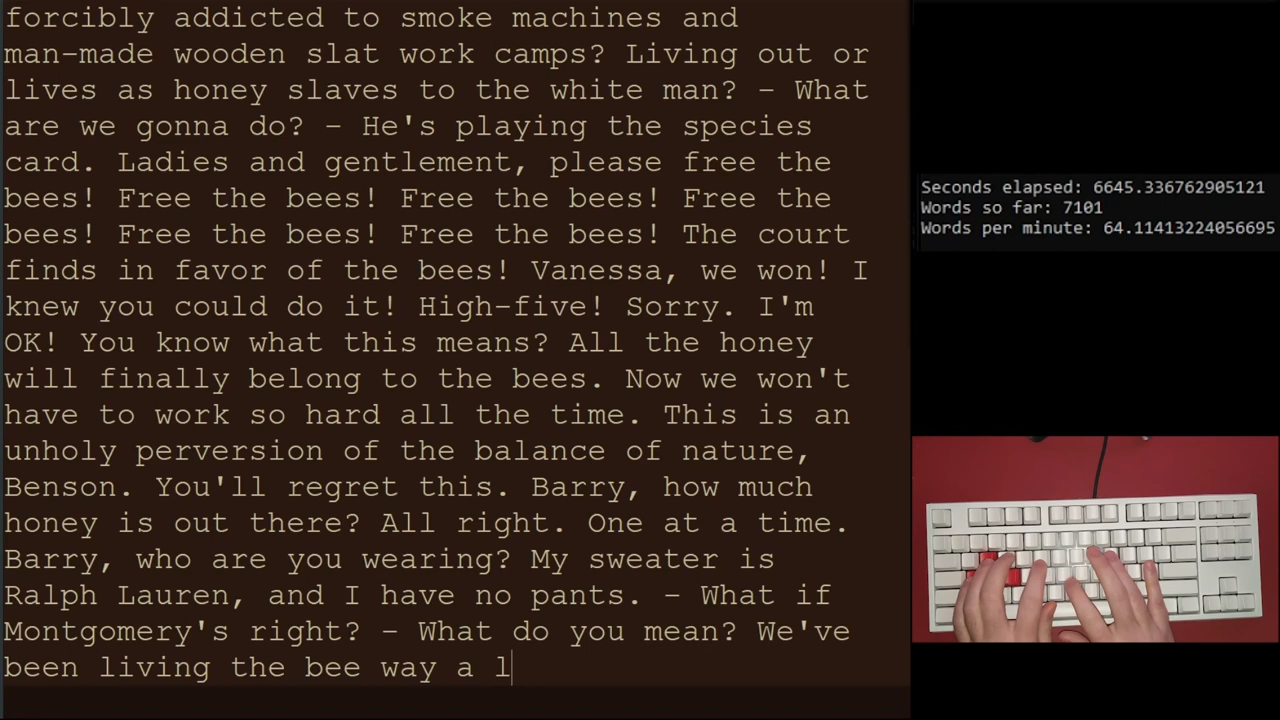 forcibly addicted to smoke machines and
man-made wooden slat work camps? Living out or
lives as honey slaves to the white man? - What
are we gonna do? - He's playing the species
card. Ladies and gentlement, please free the
bees! Free the bees! Free the bees! Free the
bees! Free the bees! Free the bees! The court
finds in favor of the bees! Vanessa, we won! I
knew you could do it! High-five! Sorry. I'm
OK! You know what this means? All the honey
will finally belong to the bees. Now we won't
have to work so hard all the time. This is an
unholy perversion of the balance of nature,
Benson. You'll regret this. Barry, how much
honey is out there? All right. One at a time.
Barry, who are you wearing? My sweater is
Ralph Lauren, and I have no pants. - What if
Montgomery's right? - What do you mean? We've
been living the bee way a l
Seconds elapsed: 6645.336762905121
Words so far: 7101
Words per minute: 64.11413224056695